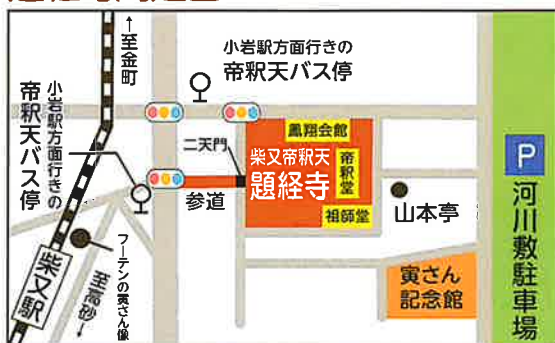 ←至金町
小岩駅方面行きの
帝釈天バス停
小岩駅方面行きの
帝釈天バス停
二天門
鳳翔会館
柴又帝釈天
題経寺
帝釈堂
祖師堂
参道
山本亭
P
河川敷駐車場
柴又駅
フーテンの寅さん像
至高砂→
寅さん
記念館